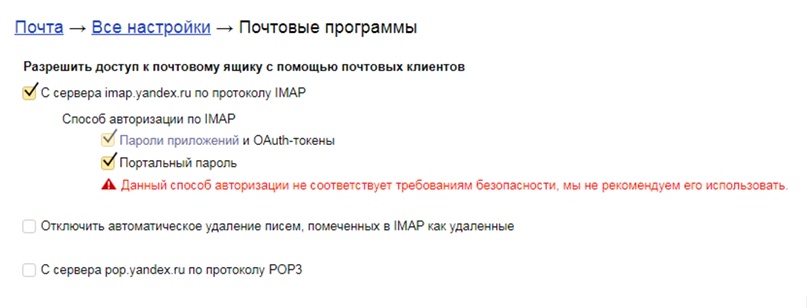 Почта → Все настройки → Почтовые программы
Разрешить доступ к почтовому ящику с помощью почтовых клиентов
С сервера imap.yandex.ru по протоколу IMAP
Способ авторизации по IMAP
Пароли приложений и OAuth-токены
Портальный пароль
Данный способ авторизации не соответствует требованиям безопасности, мы не рекомендуем его использовать.
Отключить автоматическое удаление писем, помеченных в IMAP как удаленные
С сервера pop.yandex.ru по протоколу POP3